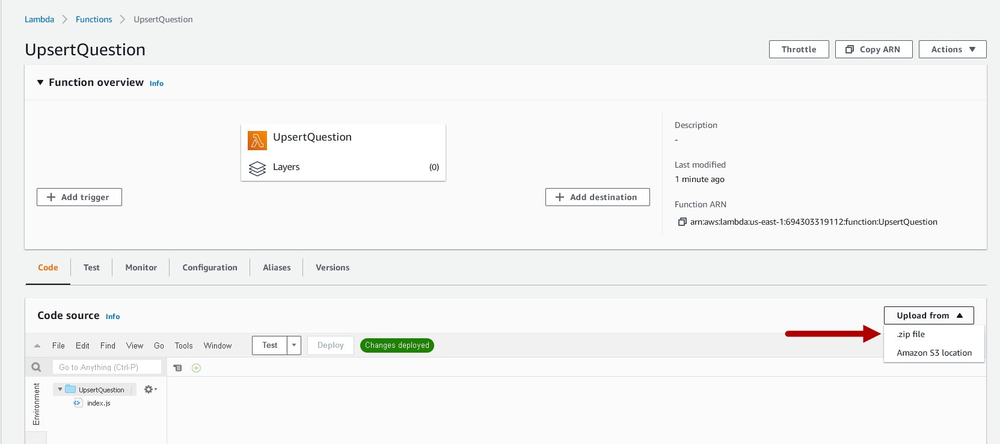 Lambda > Functions > UpsertQuestion
UpsertQuestion
Throttle
Copy ARN
Actions
Function overview Info
UpsertQuestion
Layers (0)
Add trigger
Add destination
Description
-
Last modified
1 minute ago
Function ARN
arn:aws:lambda:us-east-1:694303319112:function:UpsertQuestion
Code
Test
Monitor
Configuration
Aliases
Versions
Code source Info
Upload from
.zip file
Amazon S3 location
File Edit Find View Go Tools Window
Test
Deploy
Changes deployed
Go to Anything (Ctrl-P)
Environment
UpsertQuestion - /
index.js